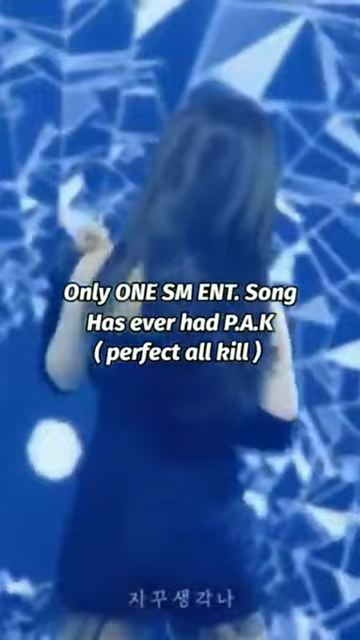 Only ONE SM ENT. Song
Has ever had P.A.K
( perfect all kill )
자꾸생각나